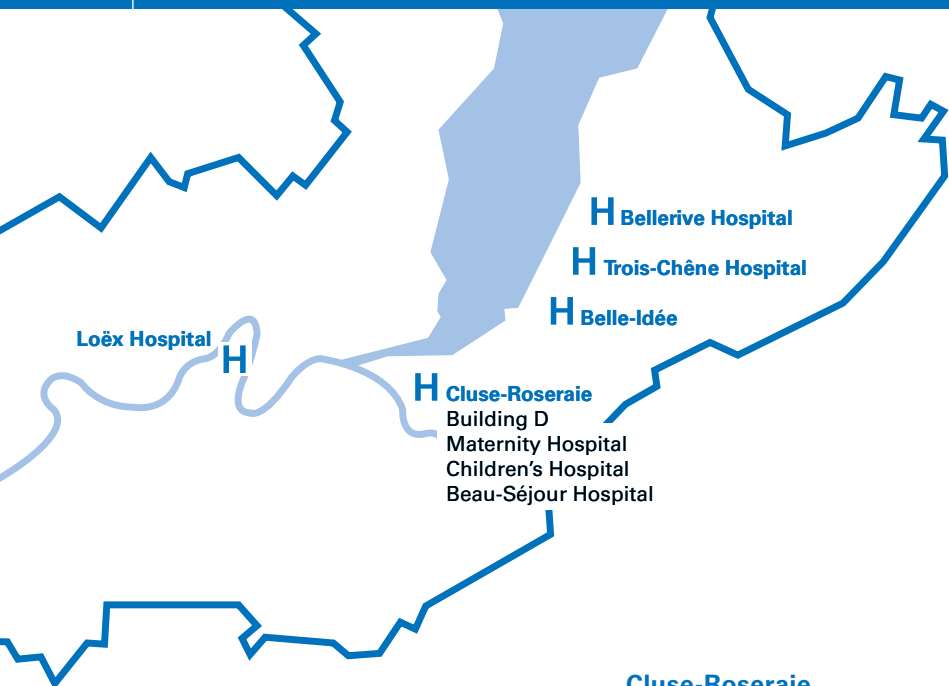 H Bellerive Hospital
H Trois-Chêne Hospital
H Belle-Idée
Loëx Hospital
H
H Cluse-Roseraie
Building D
Maternity Hospital
Children's Hospital
Beau-Séjour Hospital
Cluse-Roseraie